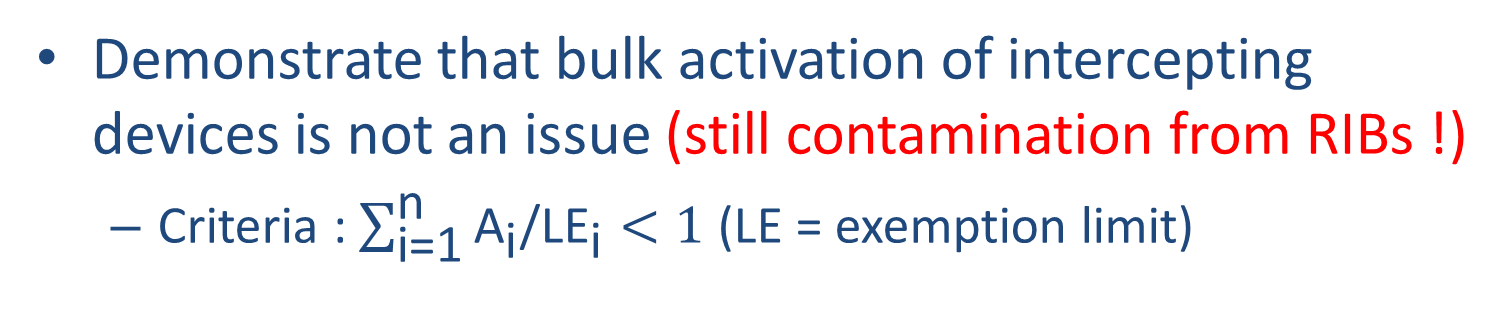 • Demonstrate that bulk activation of intercepting
devices is not an issue (still contamination from RIBs !)
– Criteria : ∑ⁿᵢ₌₁ Aᵢ/LEᵢ < 1 (LE = exemption limit)